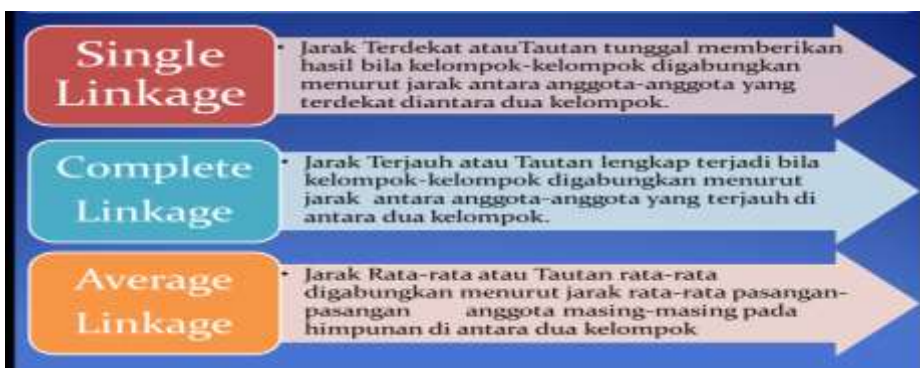 Single
Linkage
• Jarak Terdekat atauTautan tunggal memberikan
hasil bila kelompok-kelompok digabungkan
menurut jarak antara anggota-anggota yang
terdekat diantara dua kelompok.
Complete
Linkage
• Jarak Terjauh atau Tautan lengkap terjadi bila
kelompok-kelompok digabungkan menurut
jarak antara anggota-anggota yang terjauh di
antara dua kelompok.
Average
Linkage
• Jarak Rata-rata atau Tautan rata-rata
digabungkan menurut jarak rata-rata pasangan-
pasangan anggota masing-masing pada
himpunan di antara dua kelompok